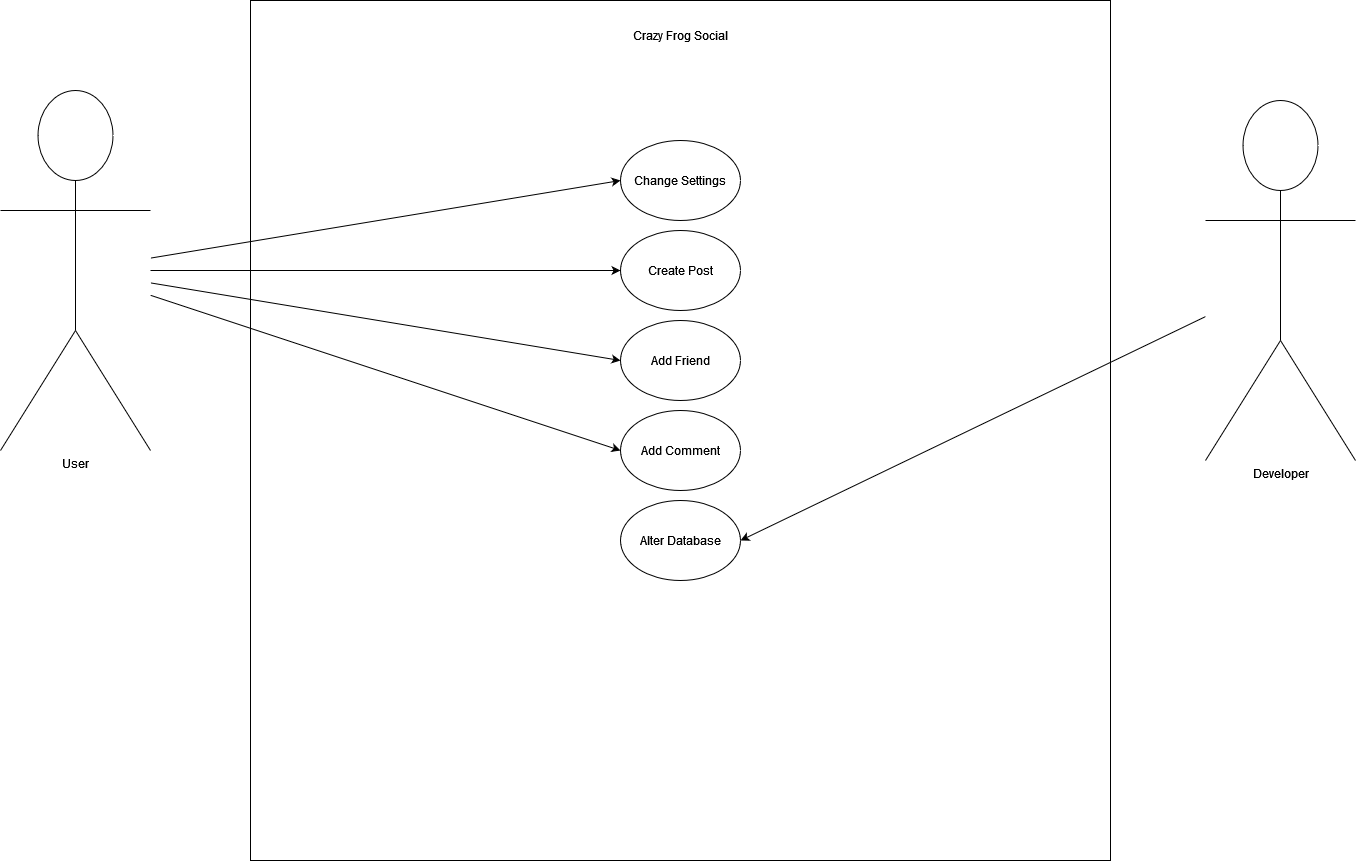 Crazy Frog Social
Change Settings
Create Post
Add Friend
Add Comment
Alter Database
User
Developer